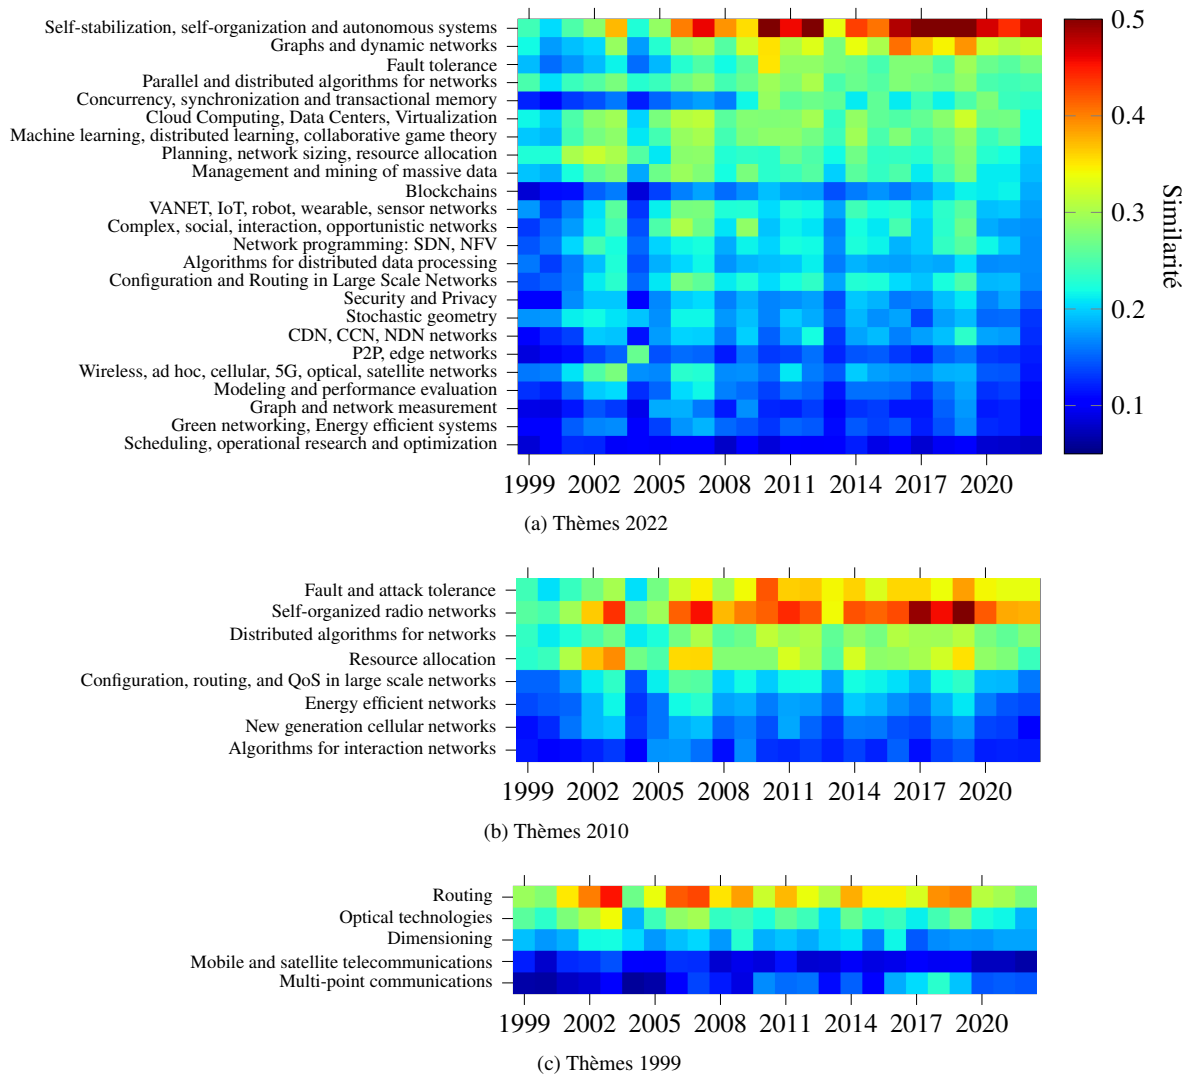 Self-stabilization, self-organization and autonomous systems
Graphs and dynamic networks
Fault tolerance
Parallel and distributed algorithms for networks
Concurrency, synchronization and transactional memory
Cloud Computing, Data Centers, Virtualization
Machine learning, distributed learning, collaborative game theory
Planning, network sizing, resource allocation
Management and mining of massive data
Blockchains
VANET, IoT, robot, wearable, sensor networks
Complex, social, interaction, opportunistic networks
Network programming: SDN, NFV
Algorithms for distributed data processing
Configuration and Routing in Large Scale Networks
Security and Privacy
Stochastic geometry
CDN, CCN, NDN networks
P2P, edge networks
Wireless, ad hoc, cellular, 5G, optical, satellite networks
Modeling and performance evaluation
Graph and network measurement
Green networking, Energy efficient systems
Scheduling, operational research and optimization
1999 2002 2005 2008 2011 2014 2017 2020
0.5
0.4
0.3
0.2
0.1
Similarité
(a) Thèmes 2022
Fault and attack tolerance
Self-organized radio networks
Distributed algorithms for networks
Resource allocation
Configuration, routing, and QoS in large scale networks
Energy efficient networks
New generation cellular networks
Algorithms for interaction networks
1999 2002 2005 2008 2011 2014 2017 2020
(b) Thèmes 2010
Routing
Optical technologies
Dimensioning
Mobile and satellite telecommunications
Multi-point communications
1999 2002 2005 2008 2011 2014 2017 2020
(c) Thèmes 1999